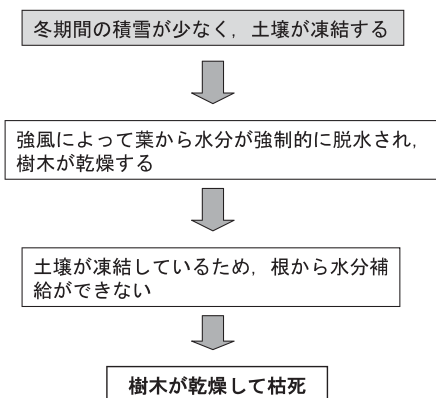 冬期間の積雪が少なく，土壌が凍結する
強風によって葉から水分が強制的に脱水され，
樹木が乾燥する
土壌が凍結しているため，根から水分補
給ができない
樹木が乾燥して枯死